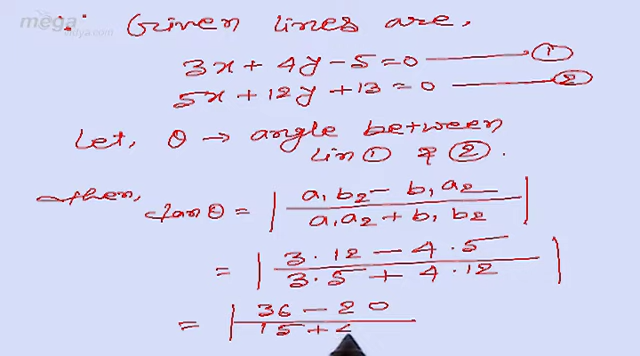 mega
∵ Given lines are,
3x + 4y - 5 = 0 ——— ①
5x + 12y + 13 = 0 ——— ②
Let, θ → angle between
lin ① & ②.
then, tan θ = | (a₁b₂ - b₁a₂) / (a₁a₂ + b₁b₂) |
= | (3·12 - 4·5) / (3·5 + 4·12) |
= | (36 - 20) / (15 + 4